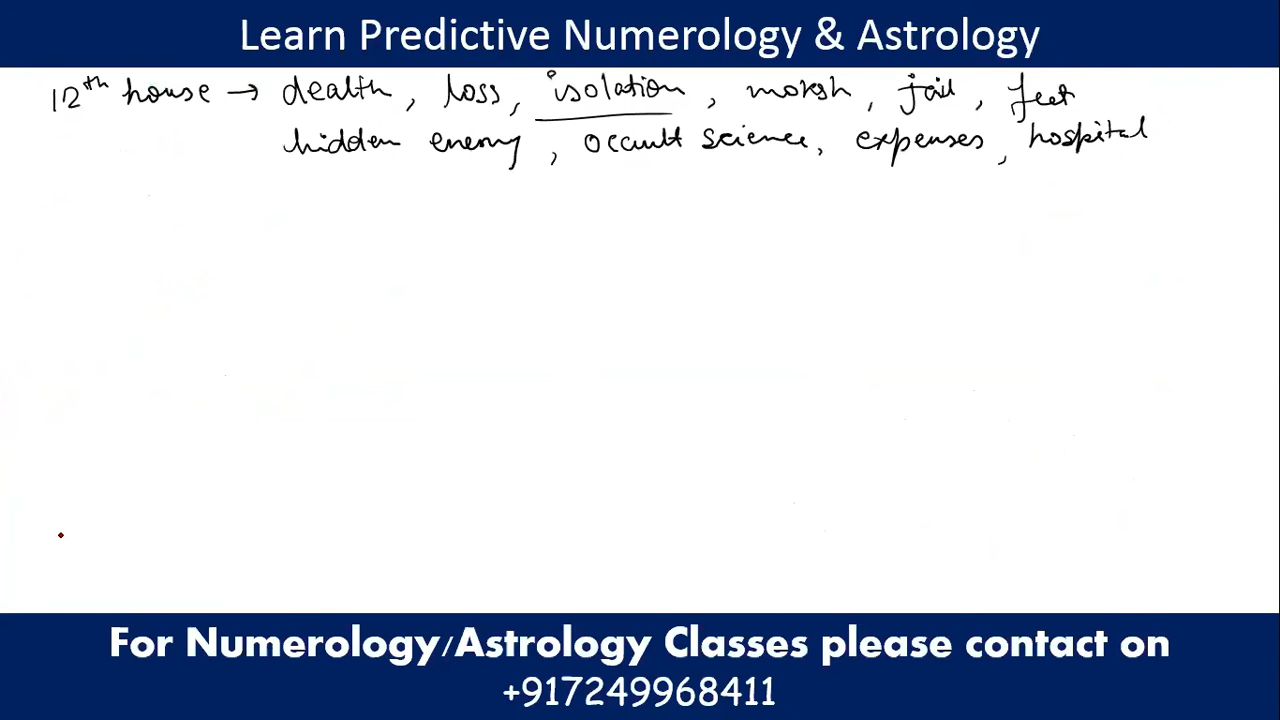 Learn Predictive Numerology & Astrology
12th house → death, loss, isolation, moksh, jail, feet
hidden enemy, occult science, expenses, hospital
For Numerology/Astrology Classes please contact on
+917249968411